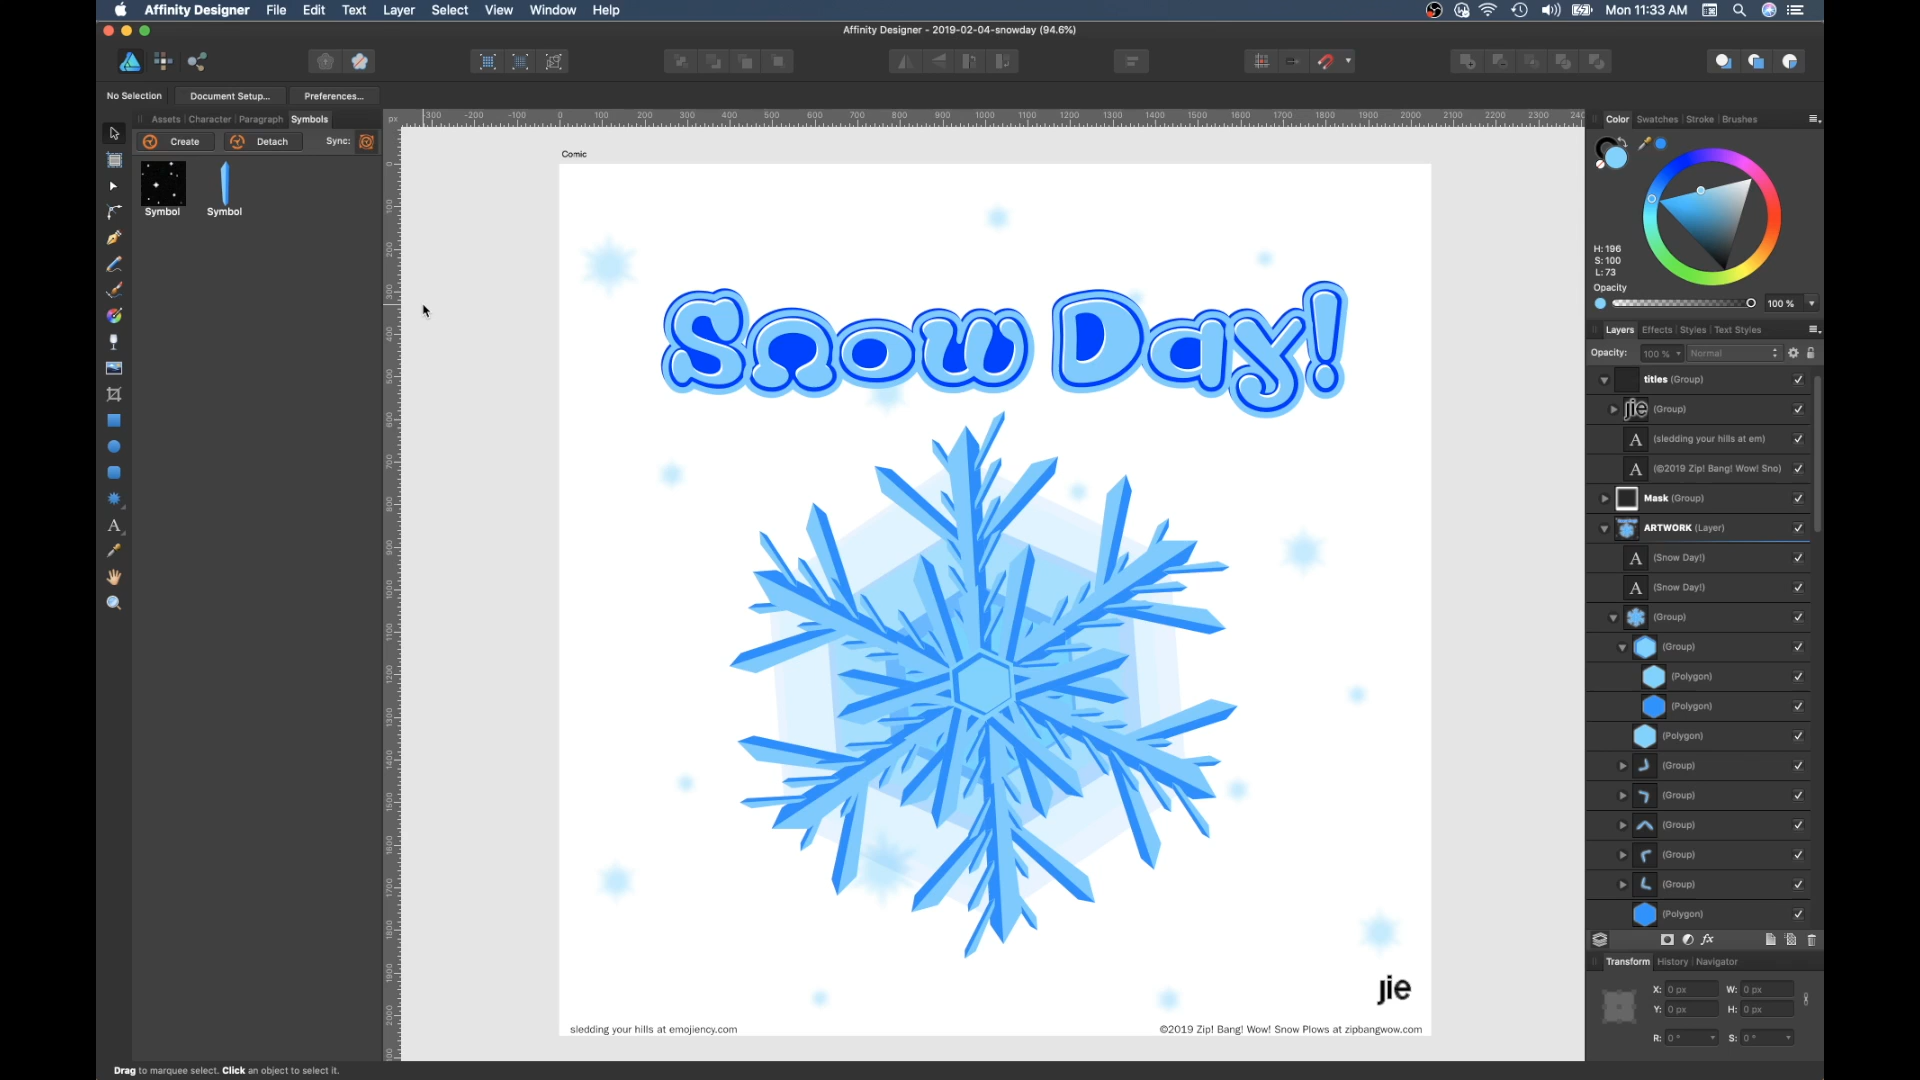 Affinity Designer File Edit Text Layer Select View Window Help
Mon 11:33 AM
Affinity Designer - 2019-02-04-snowday (94.6%)
No Selection Document Setup... Preferences...
Assets Character Paragraph Symbols
Create Detach Sync:
Symbol Symbol
px
Comic
Snow Day!
jie
sledding your hills at emojiency.com
©2019 Zip! Bang! Wow! Snow Plows at zipbangwow.com
Color Swatches Stroke Brushes
H: 196
S: 100
L: 73
Opacity
100 %
Layers Effects Styles Text Styles
Opacity: 100 % Normal
titles (Group)
jie (Group)
A (sledding your hills at em)
A (©2019 Zip! Bang! Wow! Sno)
Mask (Group)
ARTWORK (Layer)
A (Snow Day!)
A (Snow Day!)
(Group)
(Group)
(Polygon)
(Polygon)
(Polygon)
(Group)
(Group)
(Group)
(Group)
(Group)
(Polygon)
fx
Transform History Navigator
X: 0 px W: 0 px
Y: 0 px H: 0 px
R: 0 ° S: 0 °
Drag to marquee select. Click an object to select it.